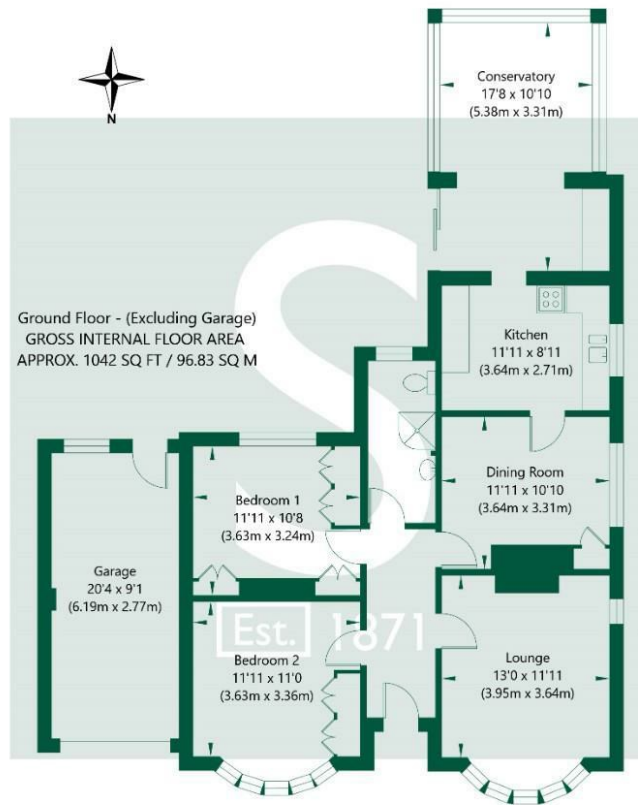 N
Conservatory
17'8 x 10'10
(5.38m x 3.31m)
Ground Floor - (Excluding Garage)
GROSS INTERNAL FLOOR AREA
APPROX. 1042 SQ FT / 96.83 SQ M
Kitchen
11'11 x 8'11
(3.64m x 2.71m)
Dining Room
11'11 x 10'10
(3.64m x 3.31m)
Bedroom 1
11'11 x 10'8
(3.63m x 3.24m)
Garage
20'4 x 9'1
(6.19m x 2.77m)
S
Est. 1871
Bedroom 2
11'11 x 11'0
(3.63m x 3.36m)
Lounge
13'0 x 11'11
(3.95m x 3.64m)